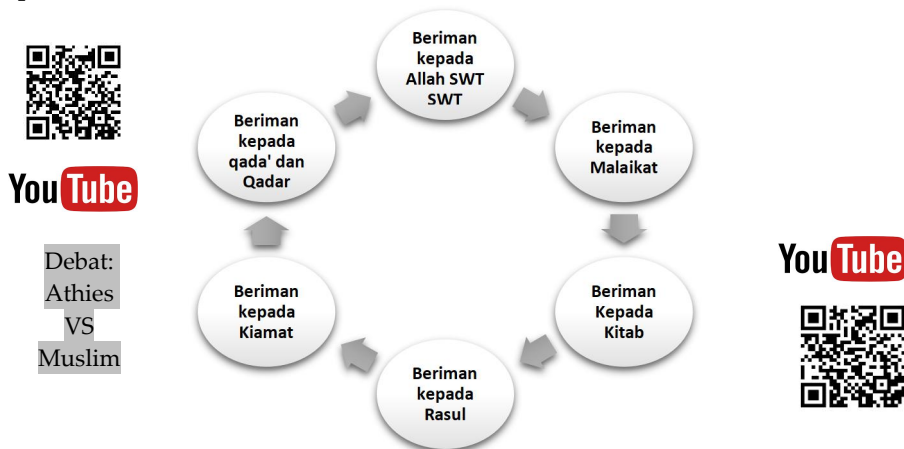 Beriman
kepada
Allah SWT
SWT
Beriman
kepada
Malaikat
Beriman
Kepada
Kitab
Beriman
kepada
Rasul
Beriman
kepada
Kiamat
Beriman
kepada
qada' dan
Qadar
YouTube
Debat:
Athies
VS
Muslim
YouTube